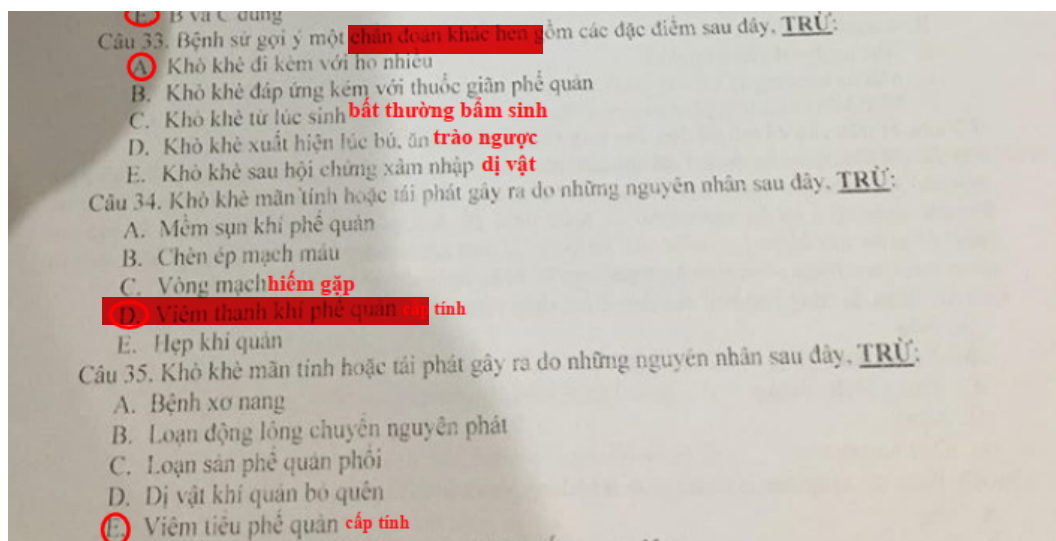 E. B và C đúng
Câu 33. Bệnh sử gợi ý một chẩn đoán khác hen gồm các đặc điểm sau đây, TRỪ:
A. Khò khè đi kèm với ho nhiều
B. Khò khè đáp ứng kém với thuốc giãn phế quản
C. Khò khè từ lúc sinh bất thường bẩm sinh
D. Khò khè xuất hiện lúc bú, ăn trào ngược
E. Khò khè sau hội chứng xâm nhập dị vật
Câu 34. Khò khè mãn tính hoặc tái phát gây ra do những nguyên nhân sau đây, TRỪ:
A. Mềm sụn khí phế quản
B. Chèn ép mạch máu
C. Vòng mạch hiếm gặp
D. Viêm thanh khí phế quản cấp tính
E. Hẹp khí quản
Câu 35. Khò khè mãn tính hoặc tái phát gây ra do những nguyên nhân sau đây, TRỪ:
A. Bệnh xơ nang
B. Loạn động lông chuyển nguyên phát
C. Loạn sản phế quản phổi
D. Dị vật khí quản bỏ quên
E. Viêm tiểu phế quản cấp tính